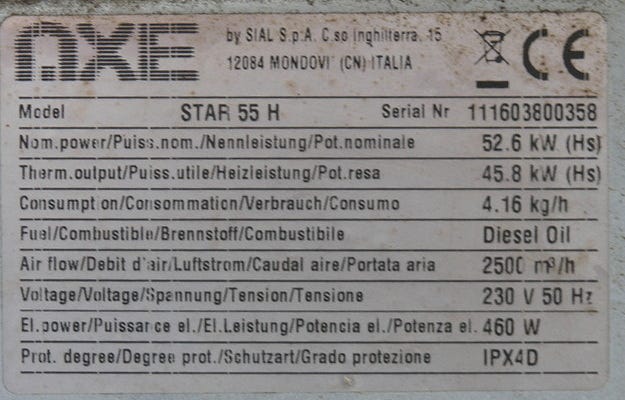 AXE
by SIAL S.p.A. C.so Inghilterra, 15
12084 MONDOVI' (CN) ITALIA
CE
Model STAR 55 H Serial Nr 111603800358
Nom.power/Puiss.nom./Nennleistung/Pot.nominale 52.6 kW (Hs)
Therm.output/Puiss.utile/Heizleistung/Pot.resa 45.8 kW (Hs)
Consumption/Consommation/Verbrauch/Consumo 4.16 kg/h
Fuel/Combustible/Brennstoff/Combustibile Diesel Oil
Air flow/Debit d'air/Luftstrom/Caudal aire/Portata aria 2500 m³/h
Voltage/Voltage/Spannung/Tension/Tensione 230 V 50 Hz
El.power/Puissance el./El.Leistung/Potencia el./Potenza el. 460 W
Prot. degree/Degree prot./Schutzart/Grado protezione IPX4D